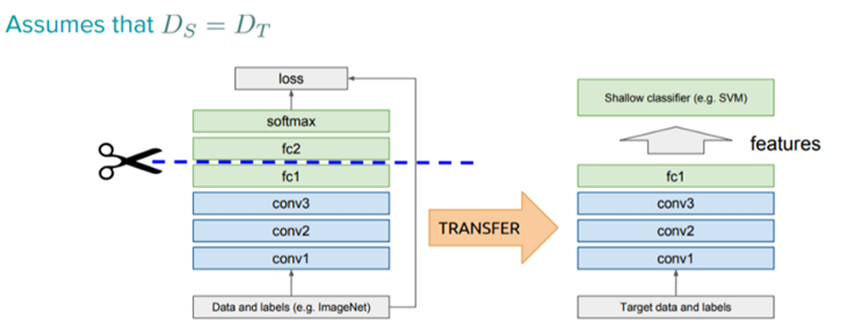 Assumes that D_S = D_T
loss
softmax
fc2
fc1
conv3
conv2
conv1
Data and labels (e.g. ImageNet)
TRANSFER
Shallow classifier (e.g. SVM)
features
fc1
conv3
conv2
conv1
Target data and labels